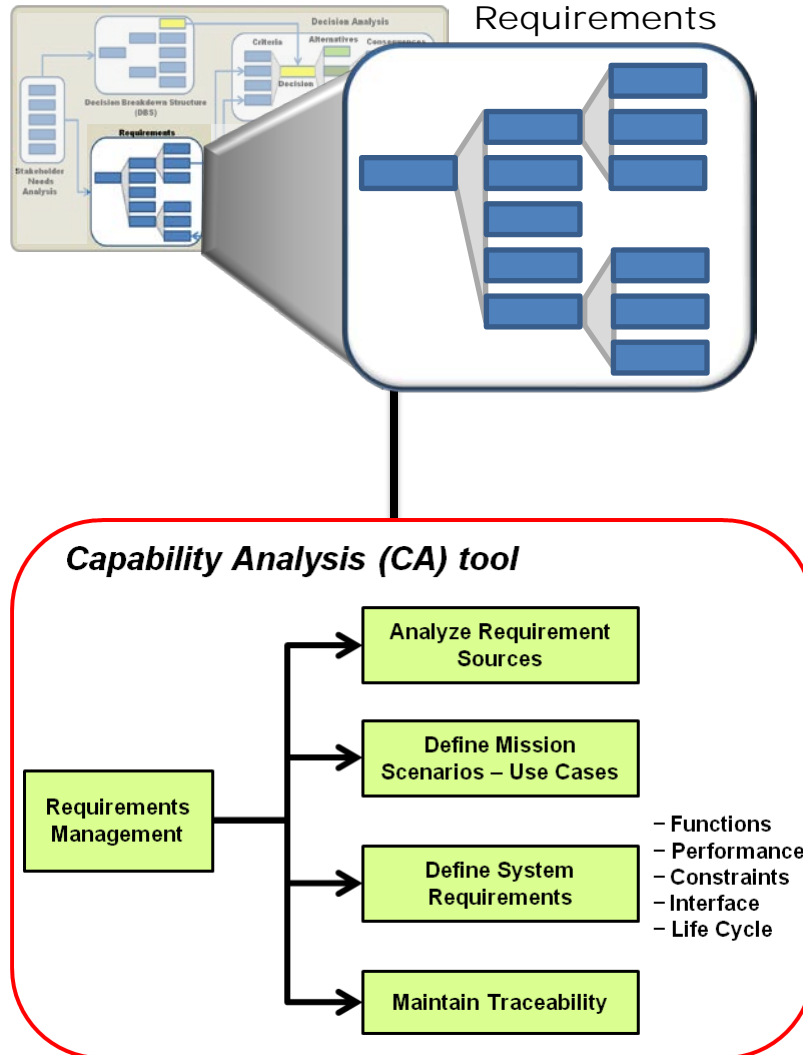 Requirements
Decision Analysis
Criteria
Alternatives
Consequences
Decision
Decision Breakdown Structure
(DBS)
Requirements
Stakeholder
Needs
Analysis
Capability Analysis (CA) tool
Analyze Requirement
Sources
Define Mission
Scenarios – Use Cases
Requirements
Management
– Functions
– Performance
– Constraints
– Interface
– Life Cycle
Define System
Requirements
Maintain Traceability